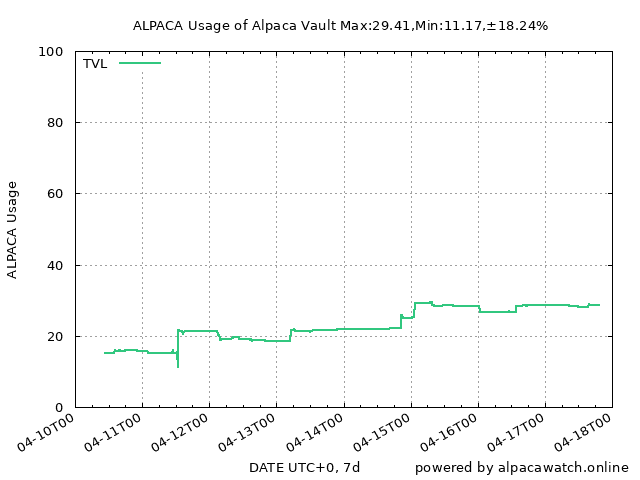 ALPACA Usage of Alpaca Vault Max:29.41,Min:11.17,±18.24%
100
TVL
80
60
ALPACA Usage
40
20
0
04-10T00 04-11T00 04-12T00 04-13T00 04-14T00 04-15T00 04-16T00 04-17T00 04-18T00
DATE UTC+0, 7d powered by alpacawatch.online